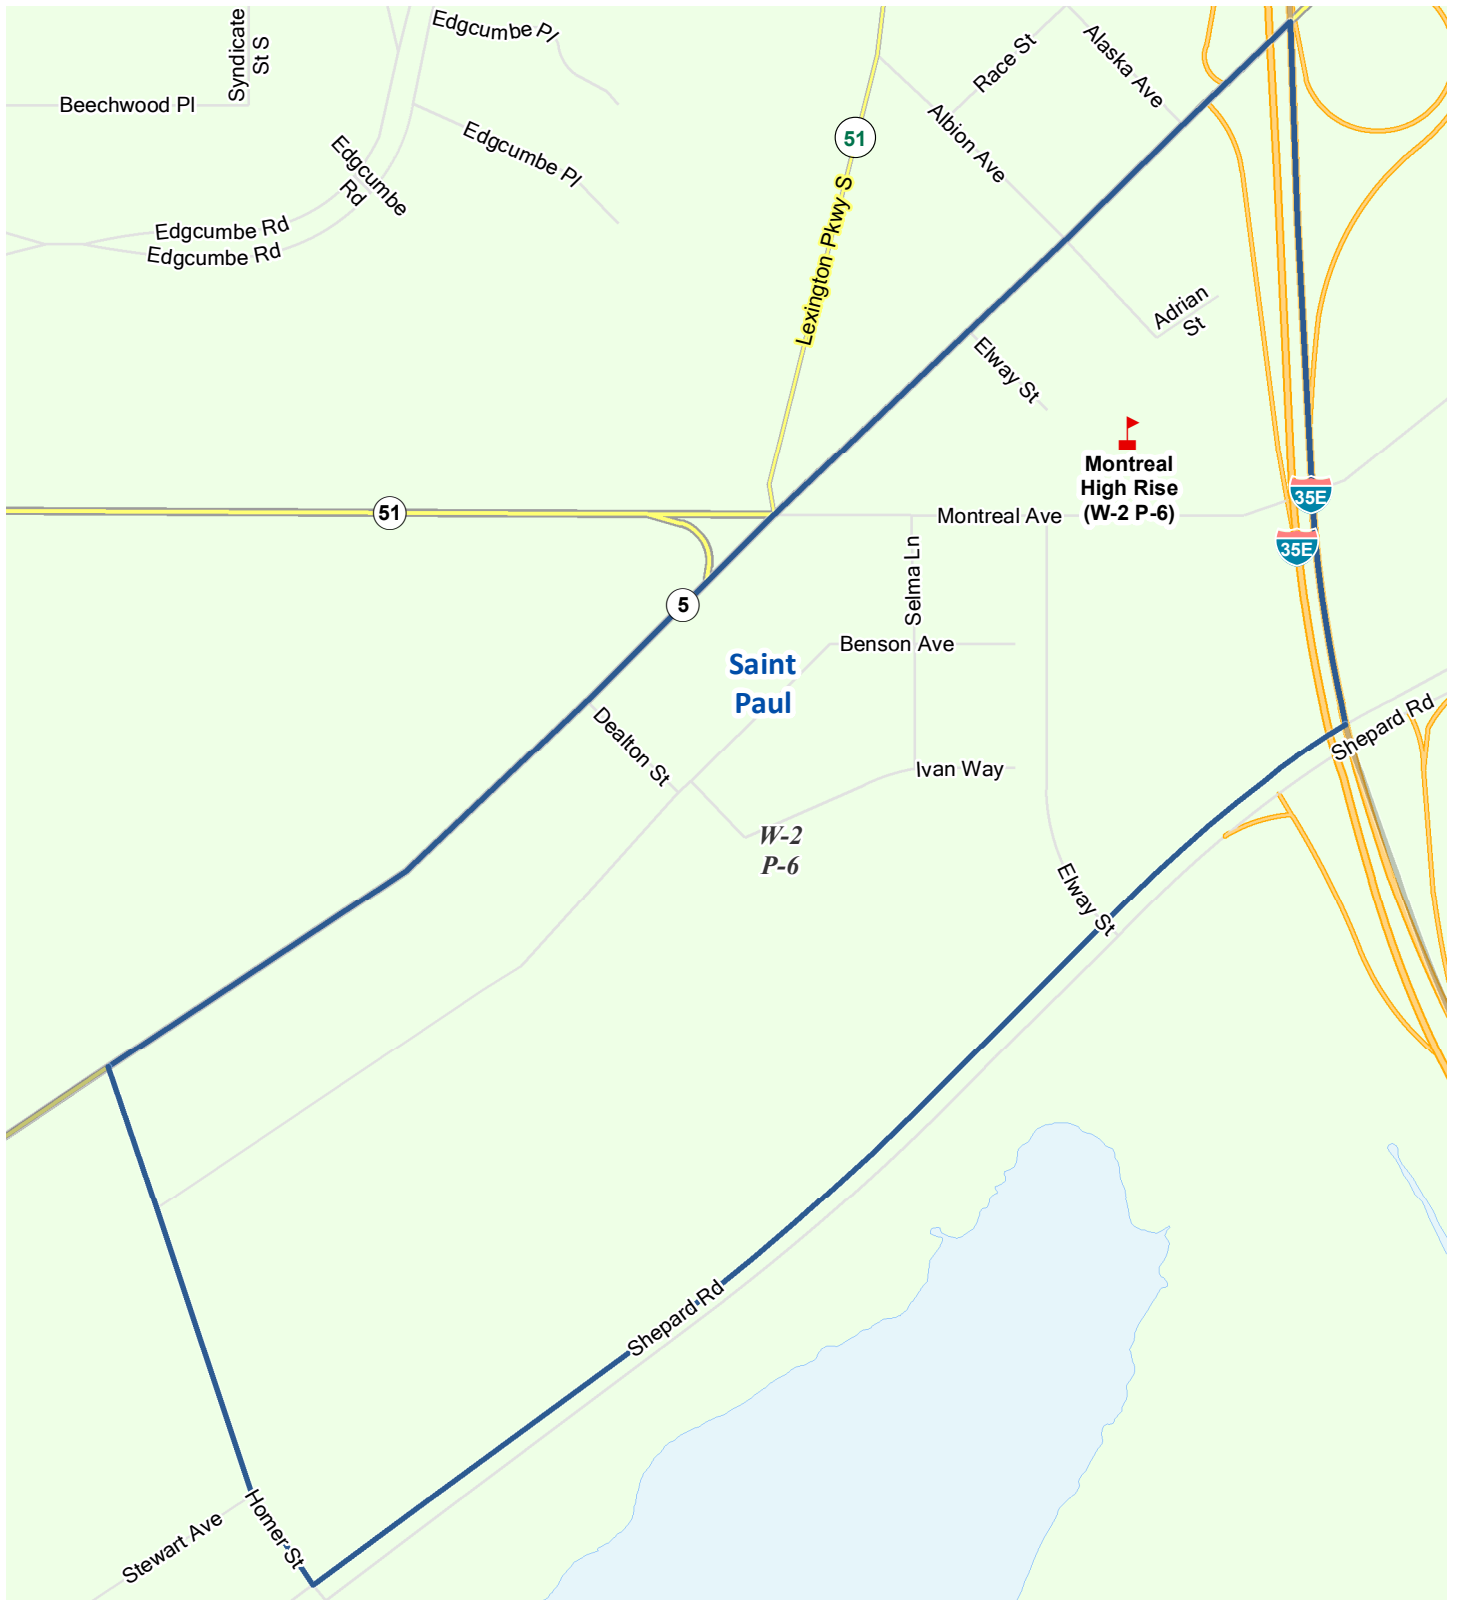 Syndicate
St S
Edgcumbe Pl
Beechwood Pl
Race St
Alaska Ave
51
Albion Ave
Edgcumbe Pl
Edgcumbe
Rd
Edgcumbe Rd
Edgcumbe Rd
Lexington Pkwy S
Adrian
St
Elway St
Montreal
High Rise
(W-2 P-6)
35E
51
Montreal Ave
35E
Selma Ln
5
Benson Ave
Saint
Paul
Dealton St
Shepard Rd
Ivan Way
W-2
P-6
Elway St
Shepard Rd
Homer St
Stewart Ave